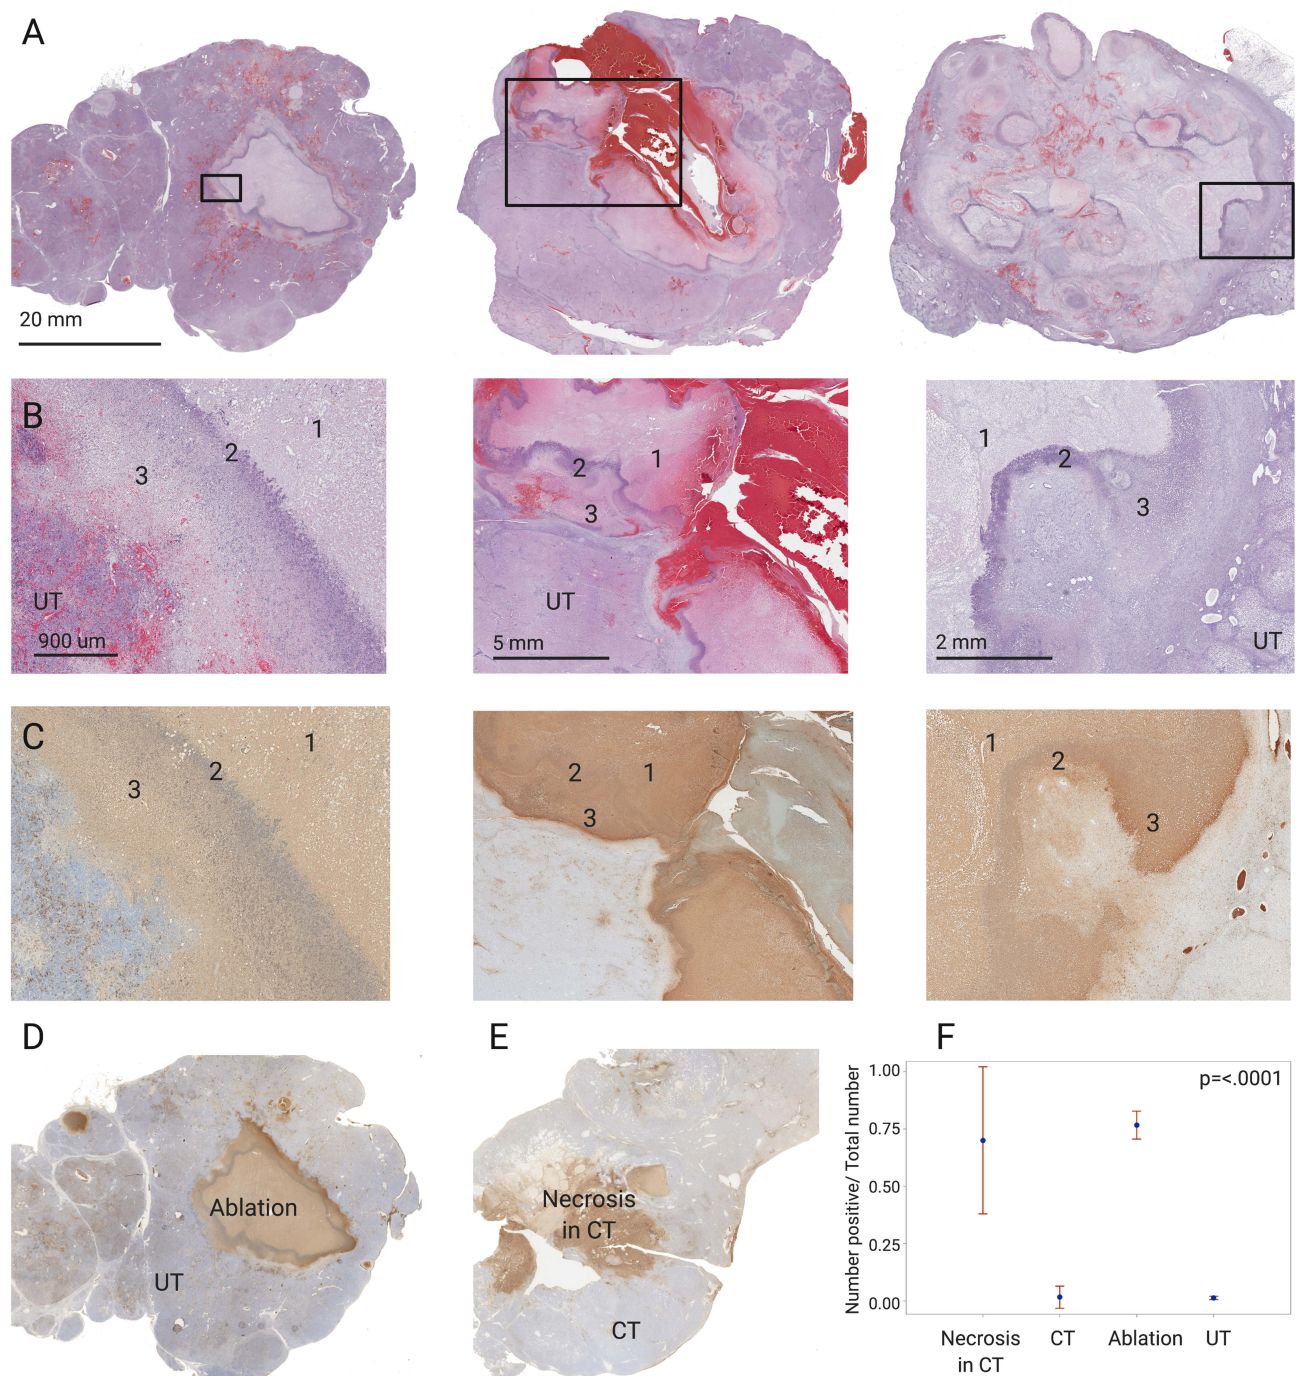 A
20 mm
B
1
2
3
UT
900 um
1
2
3
UT
5 mm
1
2
3
UT
2 mm
C
1
2
3
2
1
3
1
2
3
D
Ablation
UT
E
Necrosis
in CT
CT
F
p=<.0001
Number positive/ Total number
1.00
0.75
0.50
0.25
0.00
Necrosis
in CT
CT
Ablation
UT